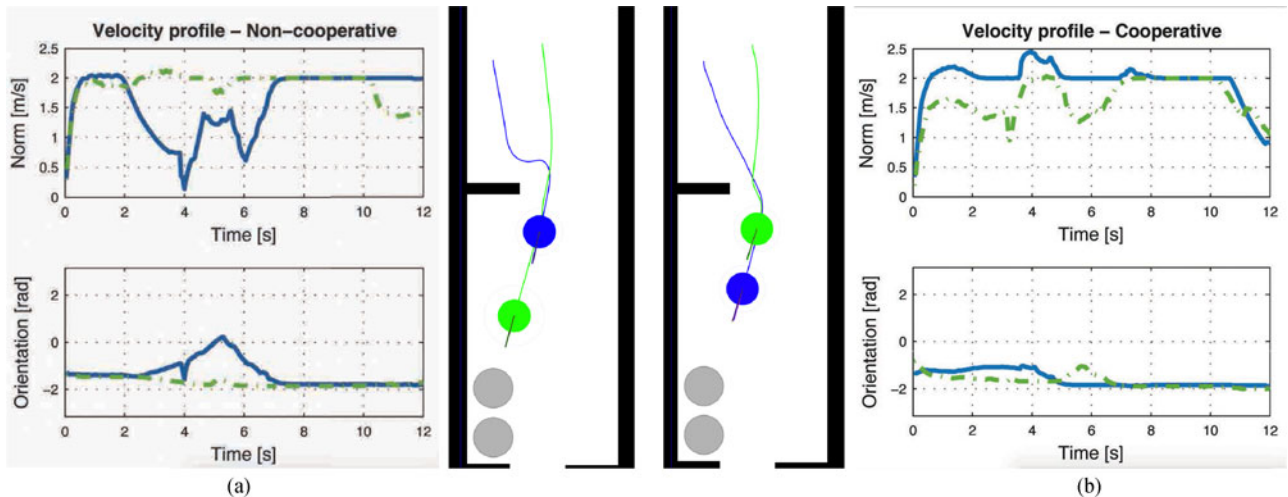 Velocity profile – Non-cooperative
Norm [m/s]
2.5
2
1.5
1
0.5
0
0 2 4 6 8 10 12
Time [s]
Orientation [rad]
2
0
−2
0 2 4 6 8 10 12
Time [s]
(a)
Velocity profile – Cooperative
Norm [m/s]
2.5
2
1.5
1
0.5
0
0 2 4 6 8 10 12
Time [s]
Orientation [rad]
2
0
−2
0 2 4 6 8 10 12
Time [s]
(b)